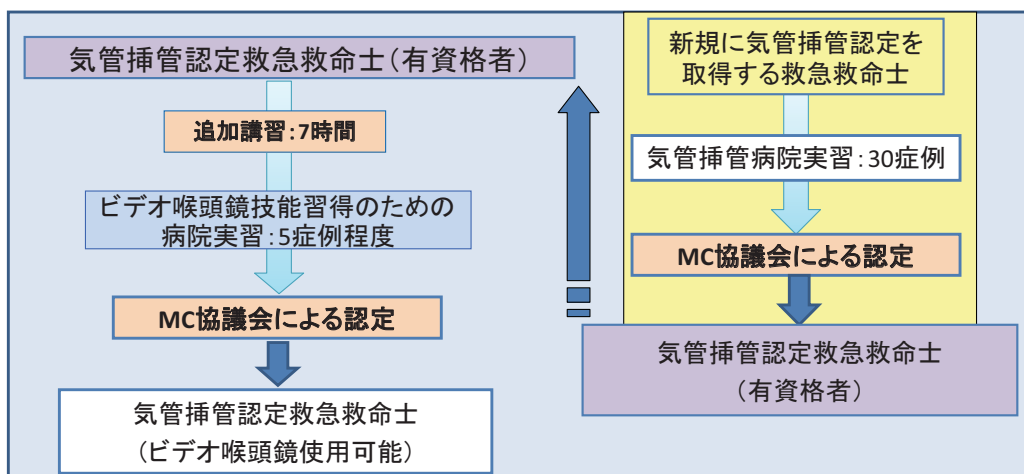 気管挿管認定救急救命士(有資格者)
追加講習:7時間
ビデオ喉頭鏡技能習得のための
病院実習:5症例程度
MC協議会による認定
気管挿管認定救急救命士
(ビデオ喉頭鏡使用可能)
新規に気管挿管認定を
取得する救急救命士
気管挿管病院実習:30症例
MC協議会による認定
気管挿管認定救急救命士
(有資格者)